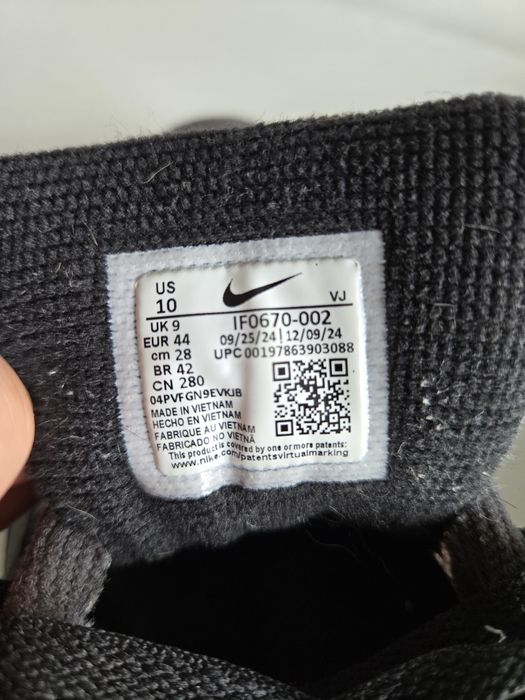 US
10
VJ
UK 9
IF0670-002
EUR 44
09/25/24 12/09/24
cm 28
UPC 00197863903088
BR 42
CN 280
04PVFGN9EVKJB
MADE IN VIETNAM
HECHO EN VIETNAM
FABRIQUE AU VIETNAM
FABRICADO NO VIETNÃ
This product is covered by one or more patents:
www.nike.com/patentsvirtualmarking